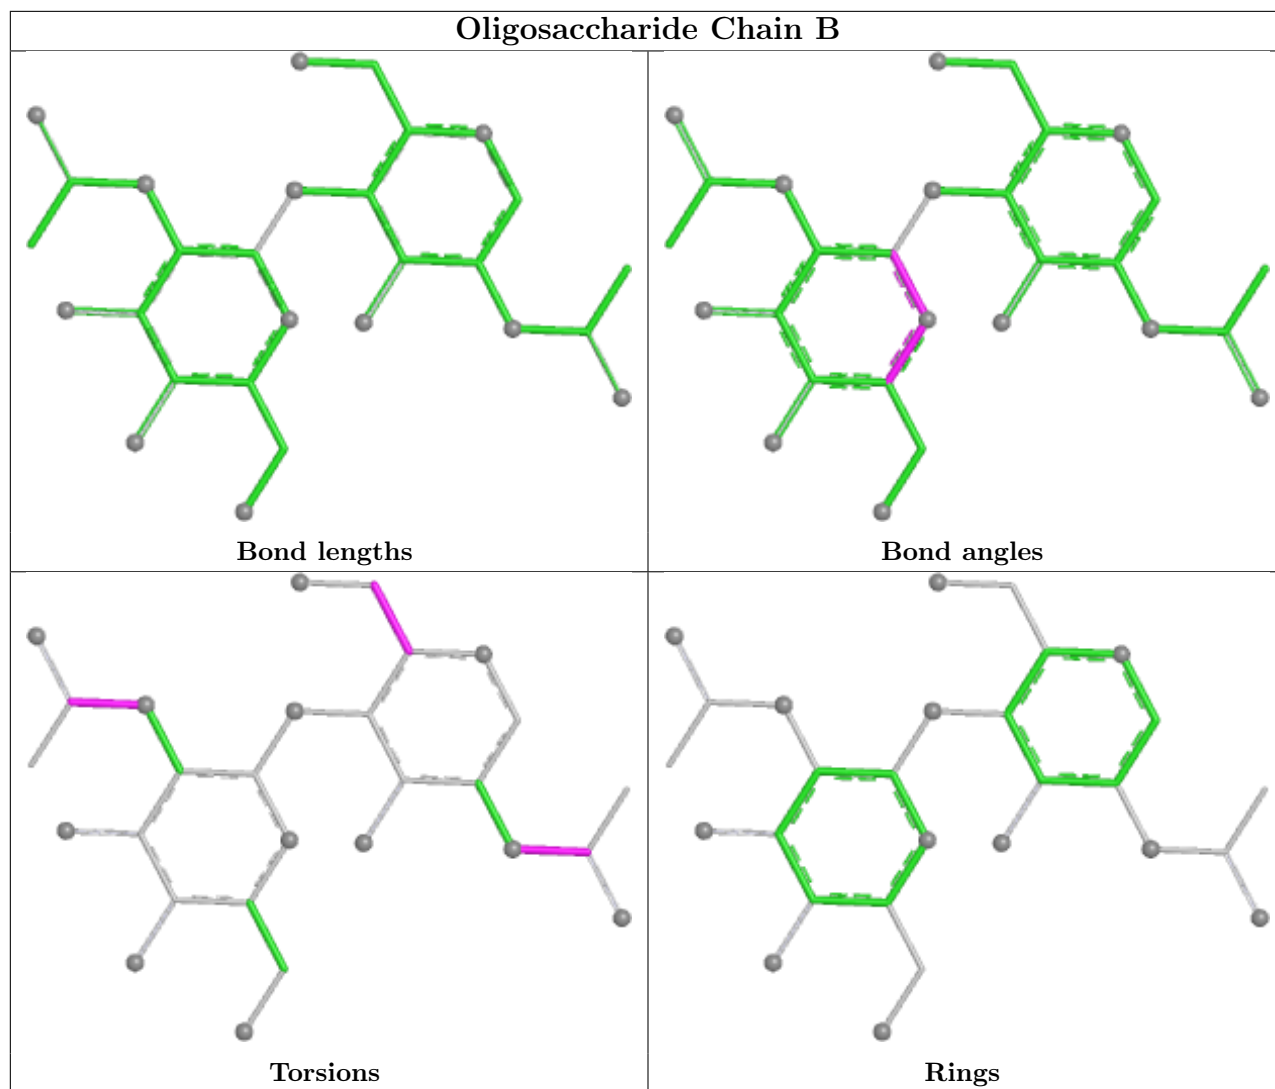 Oligosaccharide Chain B
Bond lengths
Bond angles
Torsions
Rings